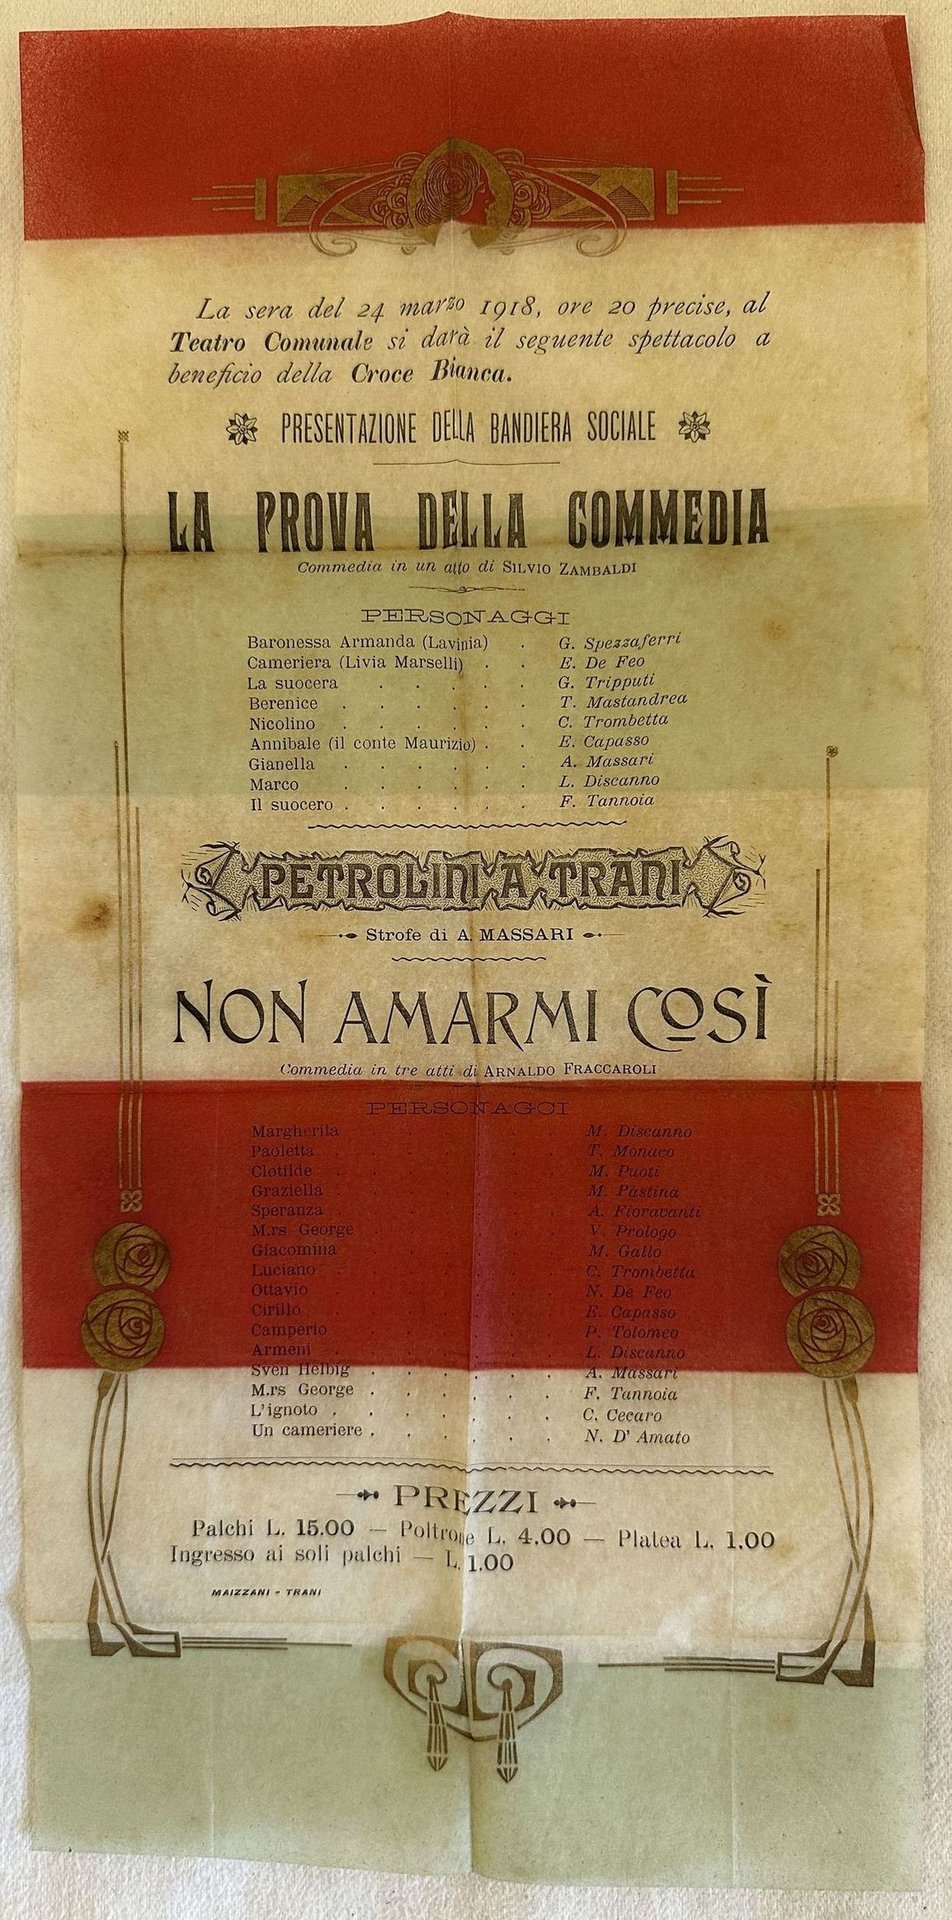 La sera del 24 marzo 1918, ore 20 precise, al
Teatro Comunale si darà il seguente spettacolo a
beneficio della Croce Bianca.
PRESENTAZIONE DELLA BANDIERA SOCIALE
LA PROVA DELLA COMMEDIA
Commedia in un atto di SILVIO ZAMBALDI
PERSONAGGI
Baronessa Armanda (Lavinia) . G. Spezzaferri
Cameriera (Livia Marselli) . . E. De Feo
La suocera . . . . . G. Tripputi
Berenice . . . . . T. Mastandrea
Nicolino . . . . . C. Trombetta
Annibale (il conte Maurizio) . . E. Capasso
Gianella . . . . . A. Massari
Marco . . . . . L. Discanno
Il suocero . . . . . F. Tannoia
PETROLINI A TRANI
Strofe di A. MASSARI
NON AMARMI COSÌ
Commedia in tre atti di ARNALDO FRACCAROLI
PERSONAGGI
Margherita . . . . . M. Discanno
Paoletta . . . . . T. Monaco
Clotilde . . . . . M. Puoti
Graziella . . . . . M. Pastina
Speranza . . . . . A. Fioravanti
M.rs George . . . . . V. Prologo
Giacomina . . . . . M. Gallo
Luciano . . . . . C. Trombetta
Ottavio . . . . . N. De Feo
Cirillo . . . . . E. Capasso
Camperio . . . . . P. Tolomeo
Armeni . . . . . L. Discanno
Sven Helbig . . . . . A. Massari
M.rs George . . . . . F. Tannoia
L'ignoto . . . . . . C. Cecaro
Un cameriere . . . . . N. D' Amato
PREZZI
Palchi L. 15.00 — Poltrone L. 4.00 — Platea L. 1.00
Ingresso ai soli palchi — L. 1.00
MAIZZANI - TRANI